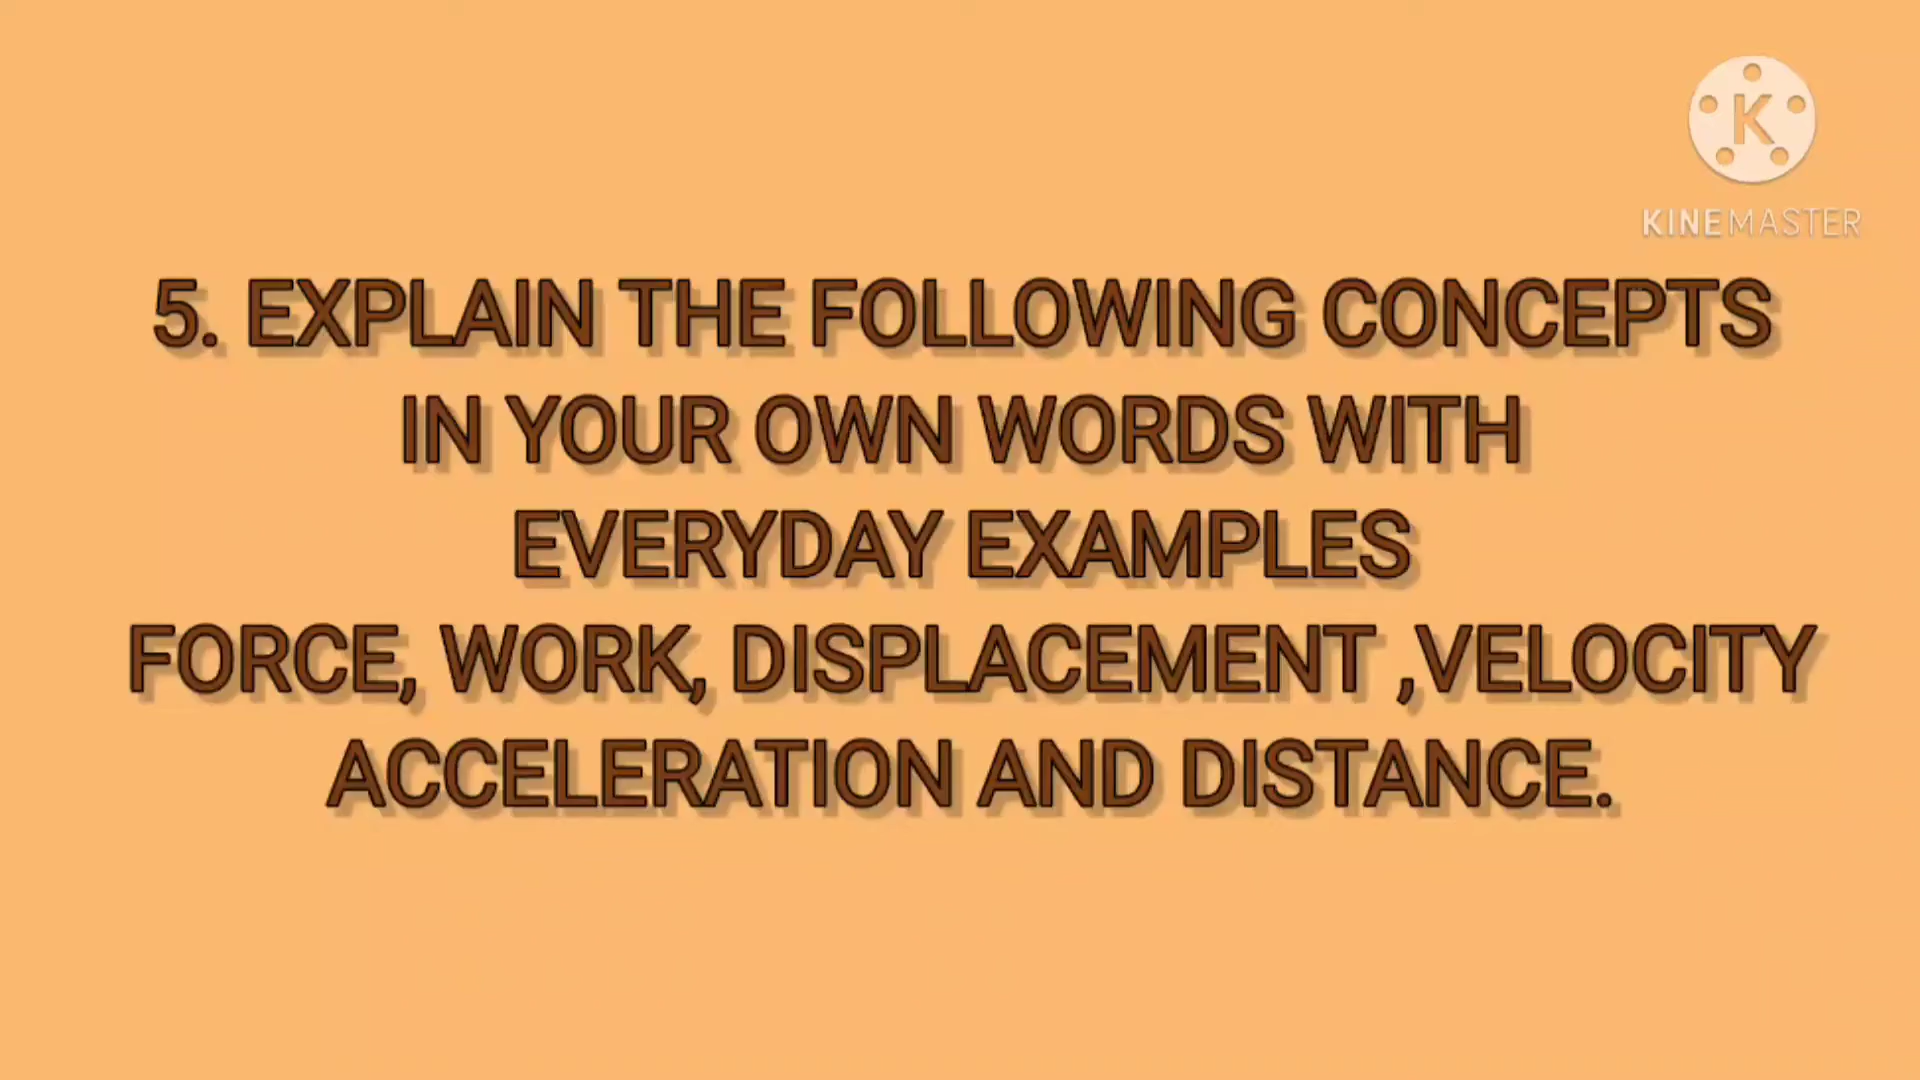 K
KINEMASTER
5. EXPLAIN THE FOLLOWING CONCEPTS
IN YOUR OWN WORDS WITH
EVERYDAY EXAMPLES
FORCE, WORK, DISPLACEMENT ,VELOCITY
ACCELERATION AND DISTANCE.